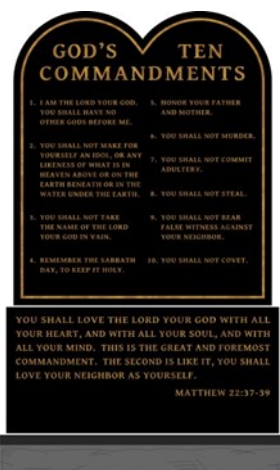 GOD'S TEN
COMMANDMENTS
1. I AM THE LORD YOUR GOD.
YOU SHALL HAVE NO
OTHER GODS BEFORE ME.
2. YOU SHALL NOT MAKE FOR
YOURSELF AN IDOL, OR ANY
LIKENESS OF WHAT IS IN
HEAVEN ABOVE OR ON THE
EARTH BENEATH OR IN THE
WATER UNDER THE EARTH.
3. YOU SHALL NOT TAKE
THE NAME OF THE LORD
YOUR GOD IN VAIN.
4. REMEMBER THE SABBATH
DAY, TO KEEP IT HOLY.
5. HONOR YOUR FATHER
AND MOTHER.
6. YOU SHALL NOT MURDER.
7. YOU SHALL NOT COMMIT
ADULTERY.
8. YOU SHALL NOT STEAL.
9. YOU SHALL NOT BEAR
FALSE WITNESS AGAINST
YOUR NEIGHBOR.
10. YOU SHALL NOT COVET.
YOU SHALL LOVE THE LORD YOUR GOD WITH ALL
YOUR HEART, AND WITH ALL YOUR SOUL, AND WITH
ALL YOUR MIND. THIS IS THE GREAT AND FOREMOST
COMMANDMENT. THE SECOND IS LIKE IT, YOU SHALL
LOVE YOUR NEIGHBOR AS YOURSELF.
MATTHEW 22:37-39